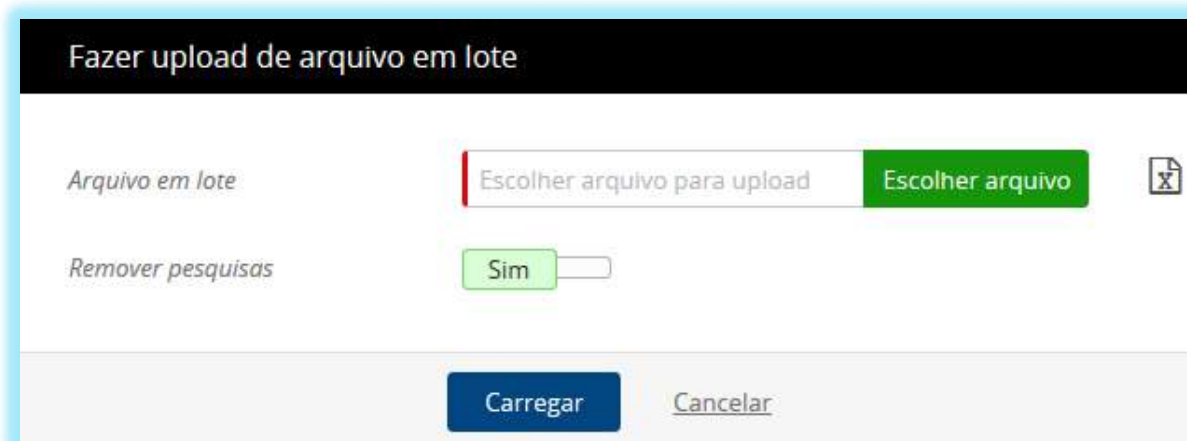 Fazer upload de arquivo em lote
Arquivo em lote Escolher arquivo para upload Escolher arquivo X
Remover pesquisas Sim
Carregar Cancelar